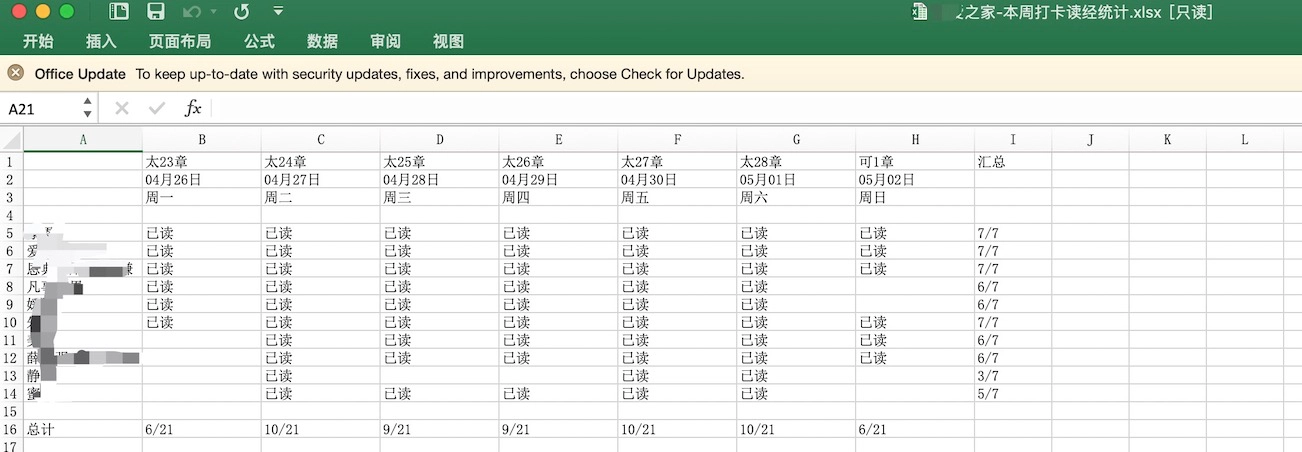 之家-本周打卡读经统计.xlsx [只读]
开始 插入 页面布局 公式 数据 审阅 视图
Office Update To keep up-to-date with security updates, fixes, and improvements, choose Check for Updates.
A21 fx
A B C D E F G H I J K L
1 太23章 太24章 太25章 太26章 太27章 太28章 可1章 汇总
2 04月26日 04月27日 04月28日 04月29日 04月30日 05月01日 05月02日
3 周一 周二 周三 周四 周五 周六 周日
4
5 已读 已读 已读 已读 已读 已读 已读 7/7
6 爱 已读 已读 已读 已读 已读 已读 已读 7/7
7 已读 已读 已读 已读 已读 已读 已读 7/7
8 凡 已读 已读 已读 已读 已读 已读 6/7
9 已读 已读 已读 已读 已读 已读 6/7
10 已读 已读 已读 已读 已读 已读 已读 7/7
11 已读 已读 已读 已读 已读 已读 6/7
12 薛 已读 已读 已读 已读 已读 已读 6/7
13 静 已读 已读 已读 3/7
14 蜜 已读 已读 已读 已读 已读 5/7
15
16 总计 6/21 10/21 9/21 9/21 10/21 10/21 6/21
17